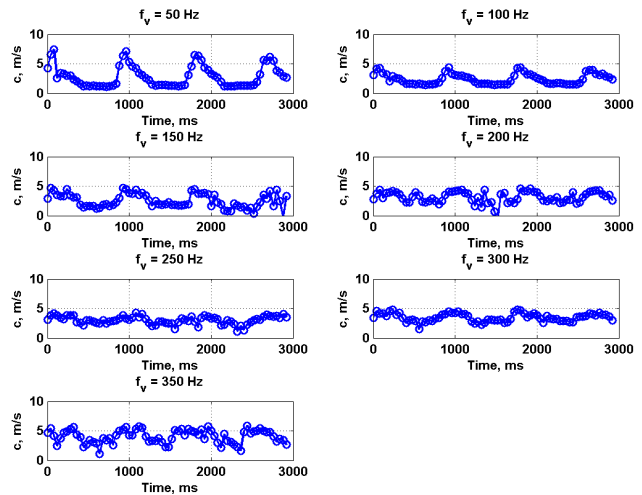 f_v = 50 Hz
f_v = 100 Hz
10
5
0
c, m/s
0 1000 2000 3000
Time, ms
10
5
0
0 1000 2000 3000
Time, ms
f_v = 150 Hz
f_v = 200 Hz
10
5
0
c, m/s
0 1000 2000 3000
Time, ms
10
5
0
0 1000 2000 3000
Time, ms
f_v = 250 Hz
f_v = 300 Hz
10
5
0
c, m/s
0 1000 2000 3000
Time, ms
10
5
0
c, m/s
0 1000 2000 3000
Time, ms
f_v = 350 Hz
10
5
0
c, m/s
0 1000 2000 3000
Time, ms